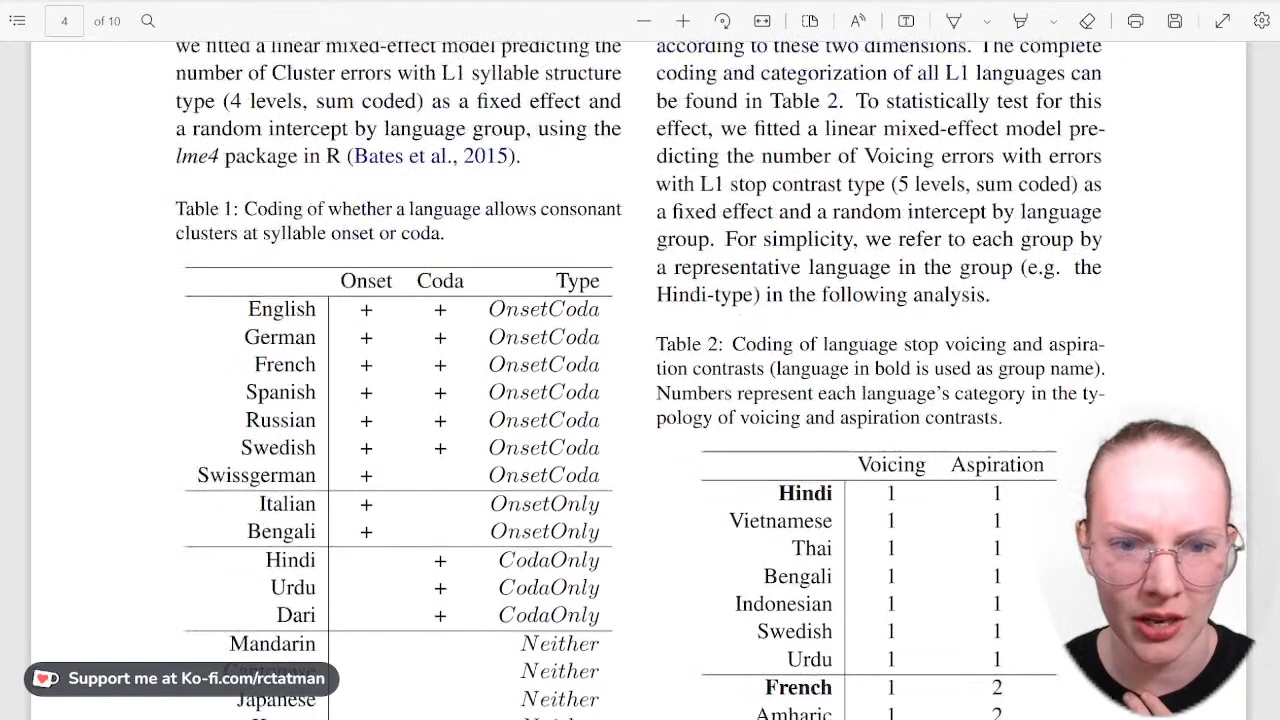 4 of 10
we fitted a linear mixed-effect model predicting the
number of Cluster errors with L1 syllable structure
type (4 levels, sum coded) as a fixed effect and
a random intercept by language group, using the
lme4 package in R (Bates et al., 2015).
Table 1: Coding of whether a language allows consonant
clusters at syllable onset or coda.
Onset Coda Type
English + + OnsetCoda
German + + OnsetCoda
French + + OnsetCoda
Spanish + + OnsetCoda
Russian + + OnsetCoda
Swedish + + OnsetCoda
Swissgerman + OnsetCoda
Italian + OnsetOnly
Bengali + OnsetOnly
Hindi + CodaOnly
Urdu + CodaOnly
Dari + CodaOnly
Mandarin Neither
Neither
Japanese Neither
according to these two dimensions. The complete
coding and categorization of all L1 languages can
be found in Table 2. To statistically test for this
effect, we fitted a linear mixed-effect model pre-
dicting the number of Voicing errors with errors
with L1 stop contrast type (5 levels, sum coded) as
a fixed effect and a random intercept by language
group. For simplicity, we refer to each group by
a representative language in the group (e.g. the
Hindi-type) in the following analysis.
Table 2: Coding of language stop voicing and aspira-
tion contrasts (language in bold is used as group name).
Numbers represent each language's category in the ty-
pology of voicing and aspiration contrasts.
Voicing Aspiration
Hindi 1 1
Vietnamese 1 1
Thai 1 1
Bengali 1 1
Indonesian 1 1
Swedish 1 1
Urdu 1 1
French 1 2
Amharic 1 2
Support me at Ko-fi.com/rctatman